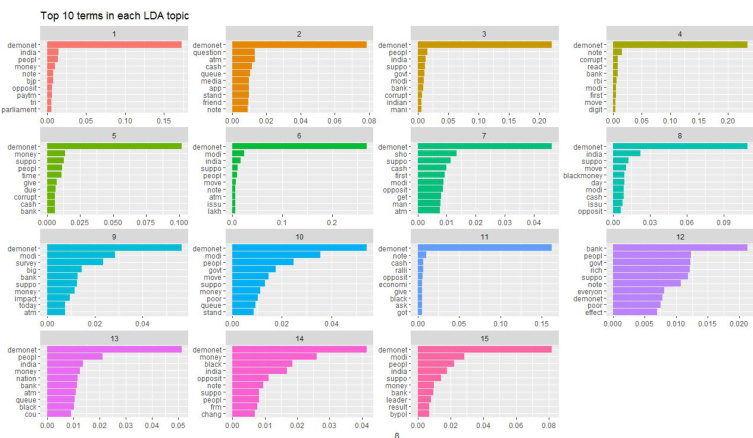 Top 10 terms in each LDA topic
1 2 3 4
demonet
india
peopl
money
note
bjp
opposit
paytm
tri
parliament
0.00 0.05 0.10 0.15
demonet
question
atm
cash
queue
media
app
stand
friend
note
0.00 0.02 0.04 0.06 0.08
demonet
peopl
india
suppo
govt
modi
bank
corrupt
indian
mani
0.00 0.05 0.10 0.15 0.20
demonet
note
corrupt
read
bank
rbi
modi
first
move
digit
0.00 0.05 0.10 0.15 0.20
5 6 7 8
demonet
money
suppo
peopl
time
give
due
corrupt
cash
bank
0.000 0.025 0.050 0.075 0.100
demonet
modi
india
suppo
peopl
move
note
atm
issu
lakh
0.0 0.1 0.2
demonet
sho
suppo
cash
first
modi
opposit
get
man
atm
0.00 0.01 0.02 0.03 0.04
demonet
india
suppo
move
blackmoney
day
modi
cash
issu
opposit
0.00 0.03 0.06 0.09
9 10 11 12
demonet
modi
survey
big
bank
suppo
money
impact
today
atm
0.00 0.02 0.04
demonet
modi
peopl
govt
move
suppo
money
poor
queue
stand
0.00 0.02 0.04
demonet
note
cash
ralli
opposit
economi
give
black
ask
got
0.00 0.05 0.10 0.15
bank
peopl
govt
rich
suppo
note
everyon
demonet
poor
effect
0.000 0.005 0.010 0.015 0.020
13 14 15
demonet
peopl
india
money
nation
bank
atm
queue
black
cou
0.00 0.01 0.02 0.03 0.04 0.05
demonet
money
black
india
opposit
note
suppo
peopl
frm
chang
0.00 0.01 0.02 0.03 0.04
demonet
modi
peopl
india
suppo
money
bank
leader
result
bypol
0.00 0.02 0.04 0.06 0.08
6